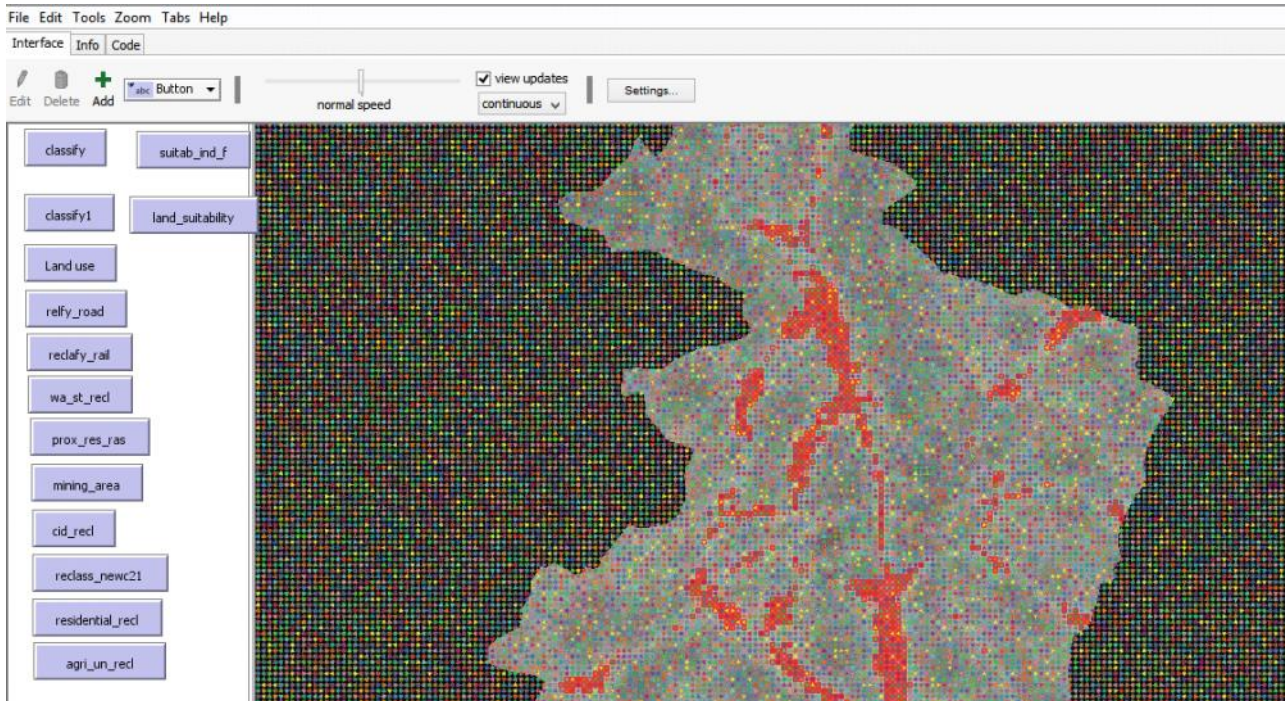 File Edit Tools Zoom Tabs Help
Interface Info Code
Edit Delete Add abc Button normal speed view updates continuous Settings...
classify suitab_ind_f
classify1 land_suitability
Land use
relfy_road
reclafy_rail
wa_st_recl
prox_res_ras
mining_area
cid_recl
reclass_newc21
residential_recl
agri_un_recl